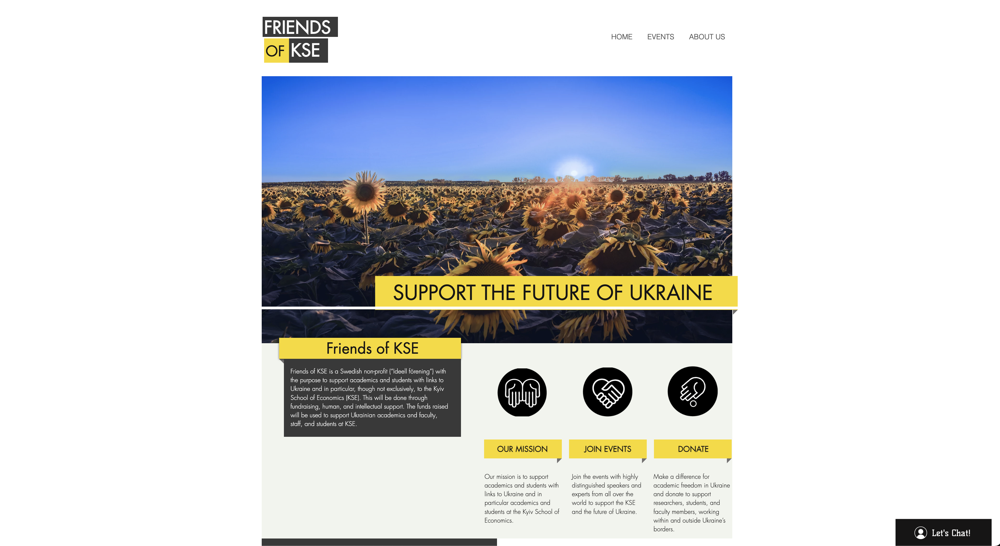 FRIENDS
OF KSE
HOME EVENTS ABOUT US
SUPPORT THE FUTURE OF UKRAINE
Friends of KSE
Friends of KSE is a Swedish non-profit (“Ideell förening”) with
the purpose to support academics and students with links to
Ukraine and in particular, though not exclusively, to the Kyiv
School of Economics (KSE). This will be done through
fundraising, human, and intellectual support. The funds raised
will be used to support Ukrainian academics and faculty,
staff, and students at KSE.
OUR MISSION
Our mission is to support
academics and students with
links to Ukraine and in
particular academics and
students at the Kyiv School of
Economics.
JOIN EVENTS
Join the events with highly
distinguished speakers and
experts from all over the
world to support the KSE
and the future of Ukraine.
DONATE
Make a difference for
academic freedom in Ukraine
and donate to support
researchers, students, and
faculty members, working
within and outside Ukraine’s
borders.
Let's Chat!